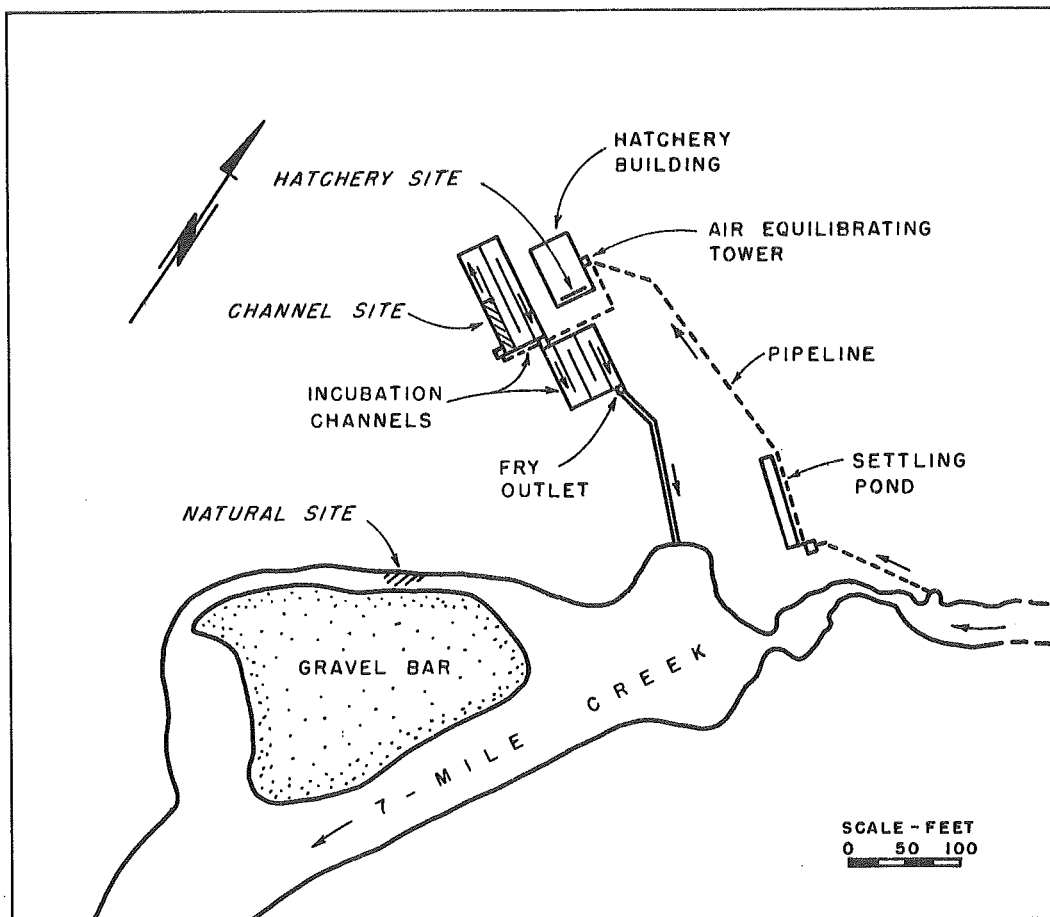 HATCHERY
BUILDING
HATCHERY SITE
AIR EQUILIBRATING
TOWER
CHANNEL SITE
PIPELINE
INCUBATION
CHANNELS
FRY
OUTLET
SETTLING
POND
NATURAL SITE
GRAVEL BAR
7-MILE CREEK
SCALE-FEET
0 50 100